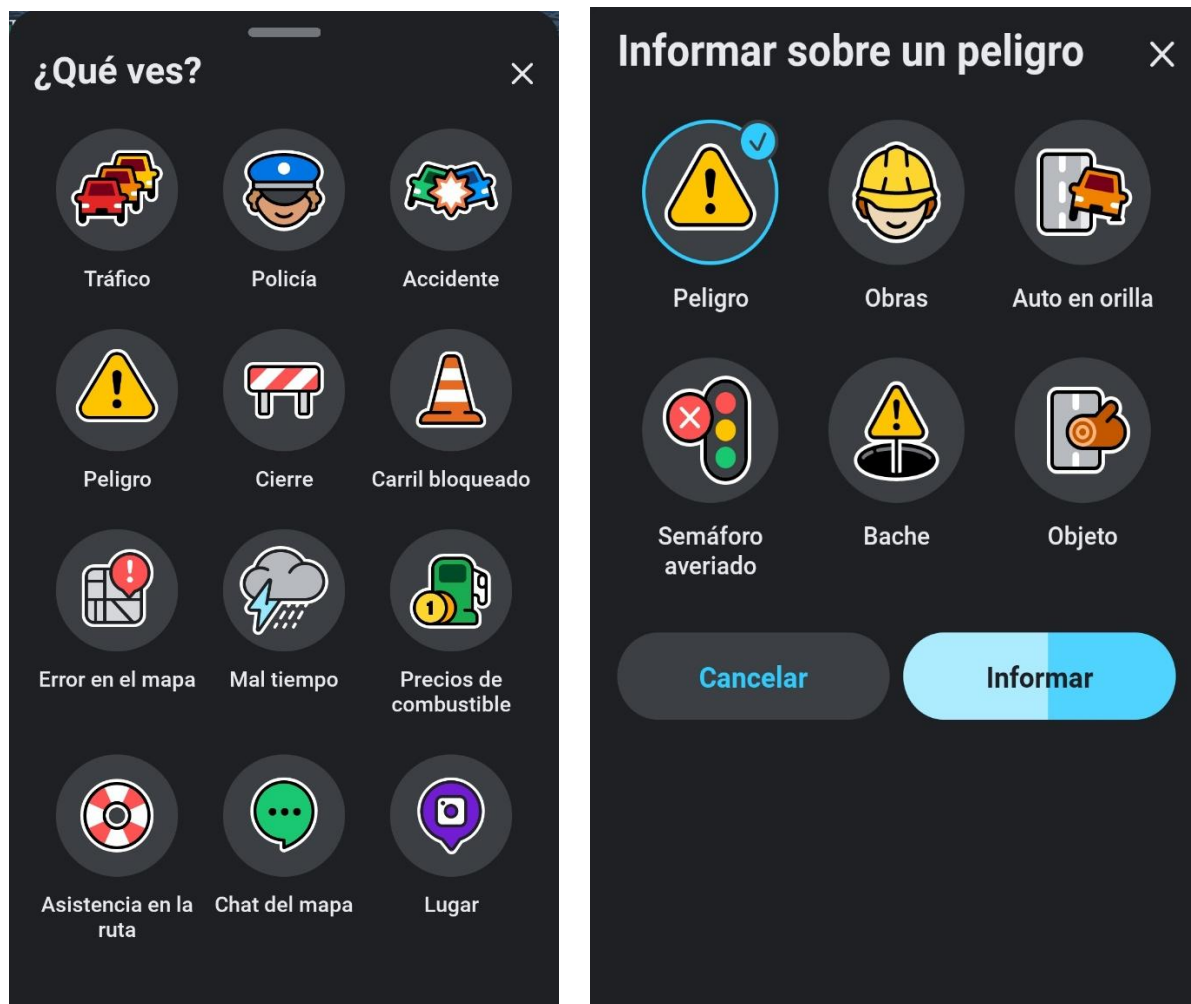 ¿Qué ves?
Tráfico
Policía
Accidente
Peligro
Cierre
Carril bloqueado
Error en el mapa
Mal tiempo
Precios de
combustible
1
Asistencia en la
ruta
Chat del mapa
Lugar
Informar sobre un peligro
Peligro
Obras
Auto en orilla
Semáforo
averiado
Bache
Objeto
Cancelar
Informar